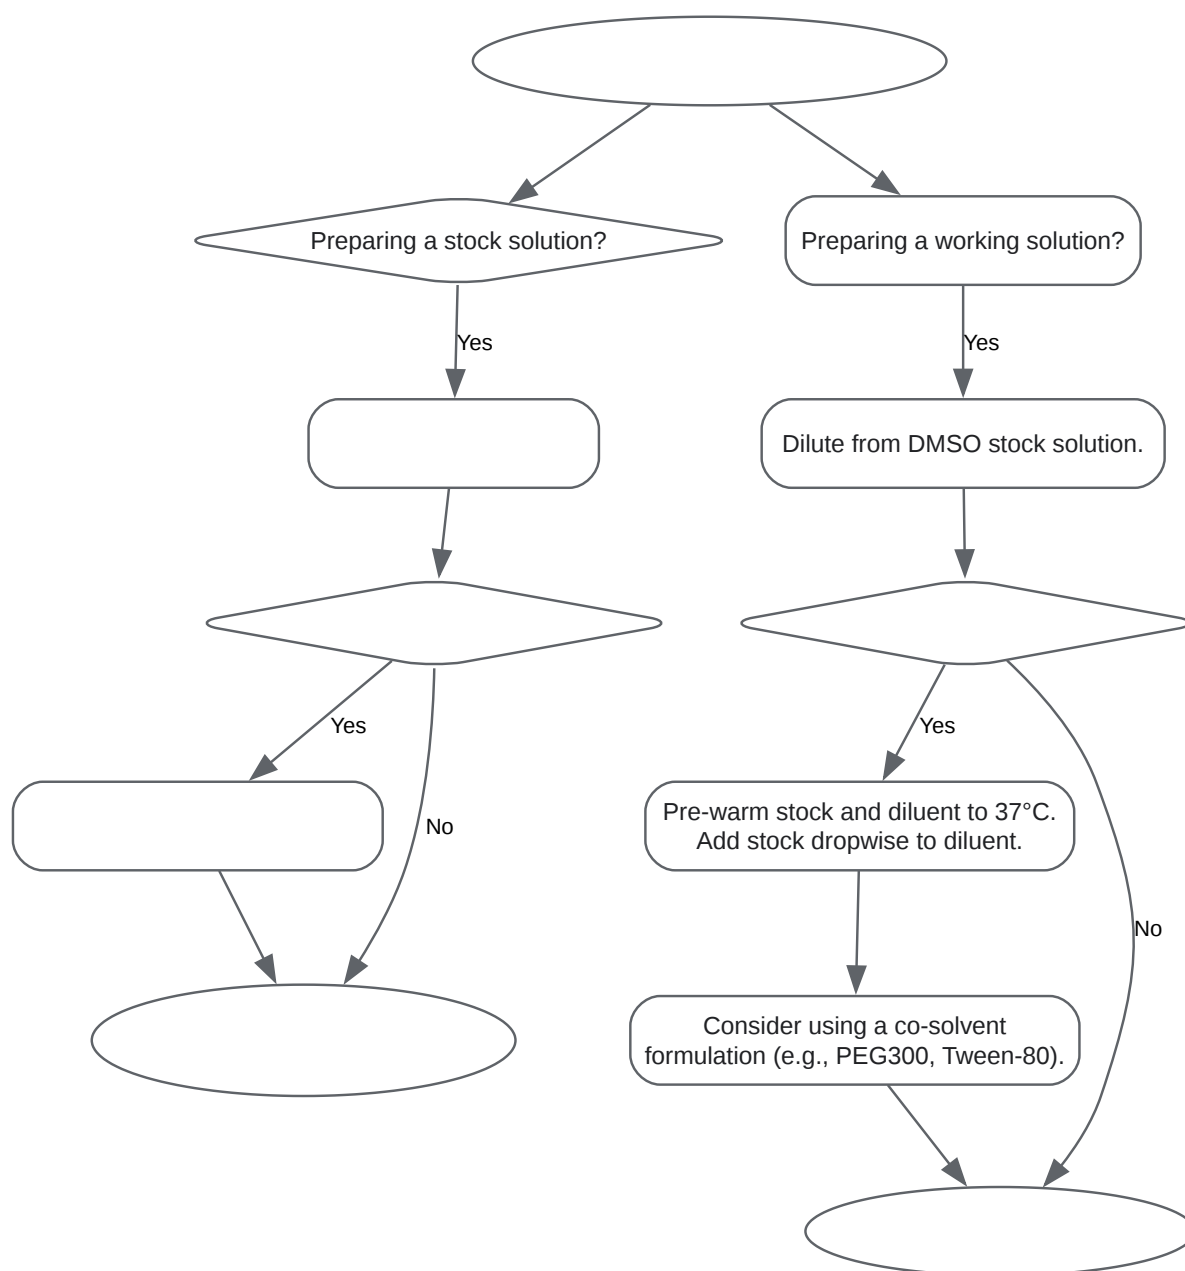 Preparing a stock solution?
Preparing a working solution?
Yes
Yes
Dilute from DMSO stock solution.
Yes
Yes
Pre-warm stock and diluent to 37°C.
Add stock dropwise to diluent.
No
No
Consider using a co-solvent
formulation (e.g., PEG300, Tween-80).